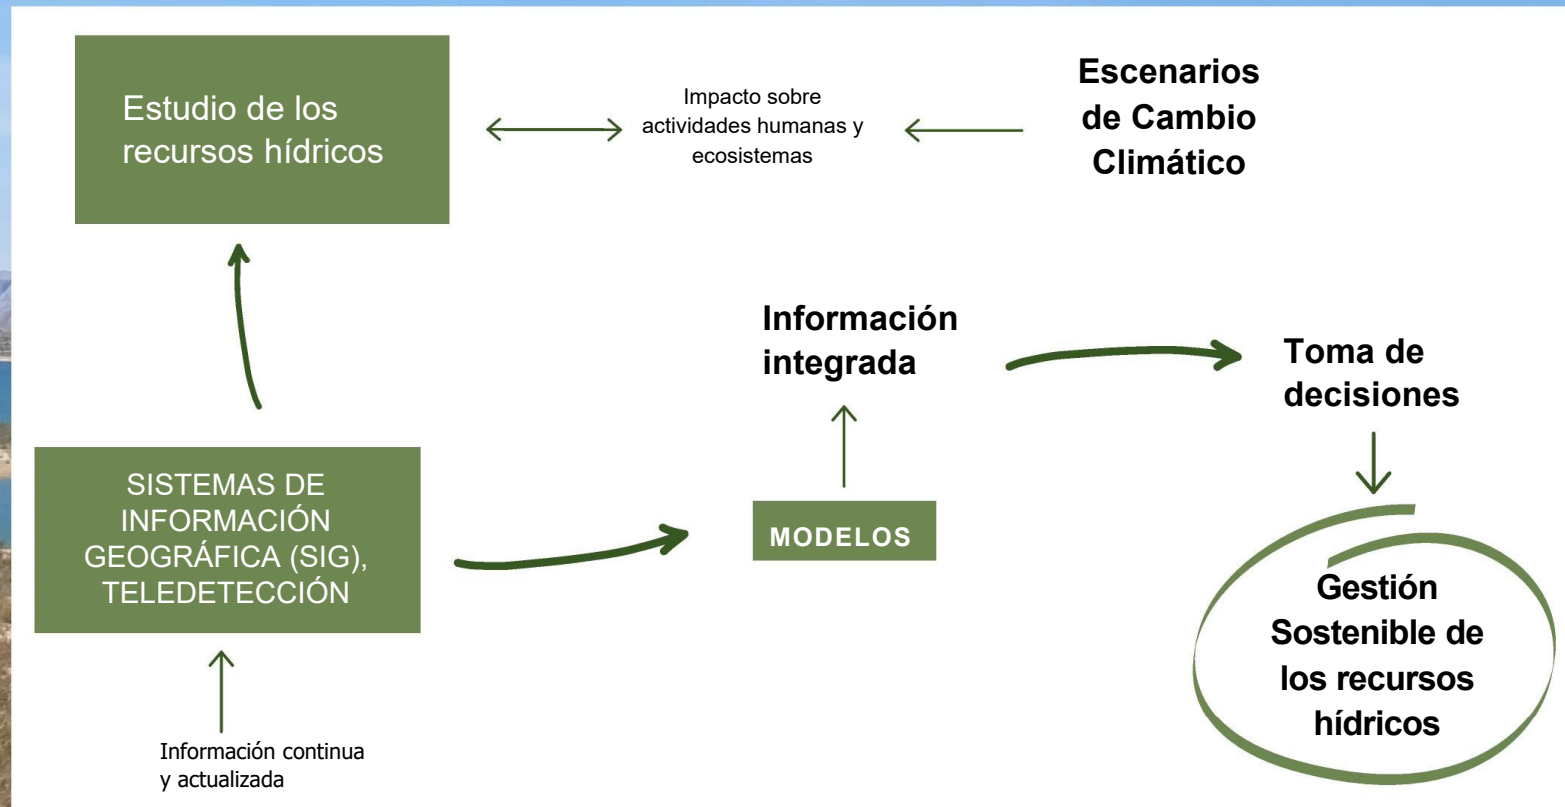 Estudio de los
recursos hídricos
Impacto sobre
actividades humanas y
ecosistemas
Escenarios
de Cambio
Climático
Información
integrada
Toma de
decisiones
SISTEMAS DE
INFORMACIÓN
GEOGRÁFICA (SIG),
TELEDETECCIÓN
MODELOS
Gestión
Sostenible de
los recursos
hídricos
Información continua
y actualizada